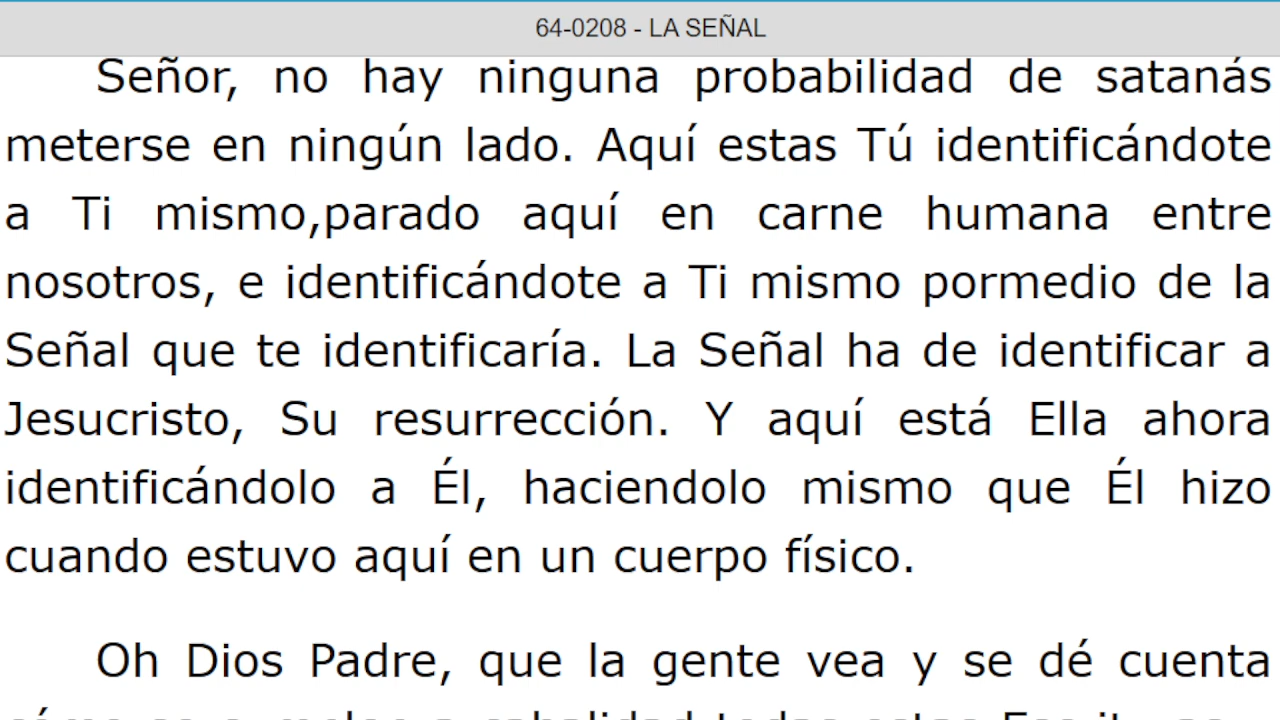 64-0208 - LA SEÑAL
Señor, no hay ninguna probabilidad de satanás
meterse en ningún lado. Aquí estas Tú identificándote
a Ti mismo,parado aquí en carne humana entre
nosotros, e identificándote a Ti mismo pormedio de la
Señal que te identificaría. La Señal ha de identificar a
Jesucristo, Su resurrección. Y aquí está Ella ahora
identificándolo a Él, haciendolo mismo que Él hizo
cuando estuvo aquí en un cuerpo físico.
Oh Dios Padre, que la gente vea y se dé cuenta